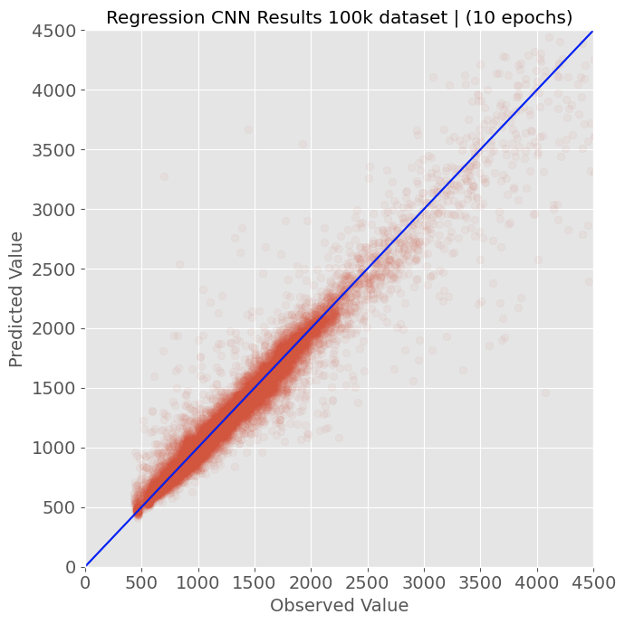 Regression CNN Results 100k dataset | (10 epochs)
4500
4000
3500
3000
2500
2000
1500
1000
500
0
Predicted Value
0 500 1000 1500 2000 2500 3000 3500 4000 4500
Observed Value